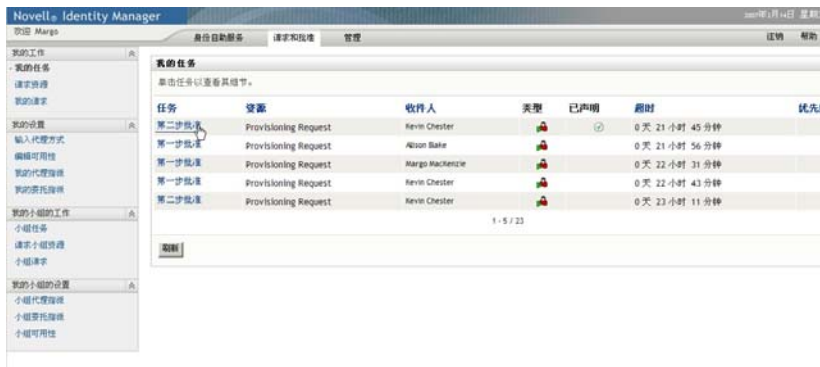 Novell® Identity Manager
欢迎 Margo
身份自助服务
请求和批准
管理
注销
帮助
我的工作
我的任务
请求资源
我的请求
我的设置
输入代理方式
编辑可用性
我的代理指派
我的委托指派
我的小组的工作
小组任务
请求小组资源
小组请求
我的小组的设置
小组代理指派
小组委托指派
小组可用性
我的任务
单击任务以查看其细节。
任务 资源 收件人 类型 已声明 超时 优先
第二步批准 Provisioning Request Kevin Chester 0 天 21 小时 45 分钟
第一步批准 Provisioning Request Allison Blake 0 天 21 小时 56 分钟
第一步批准 Provisioning Request Margo MacKenzie 0 天 22 小时 31 分钟
第一步批准 Provisioning Request Kevin Chester 0 天 22 小时 43 分钟
第二步批准 Provisioning Request Kevin Chester 0 天 23 小时 11 分钟
1 - 5 / 23
刷新